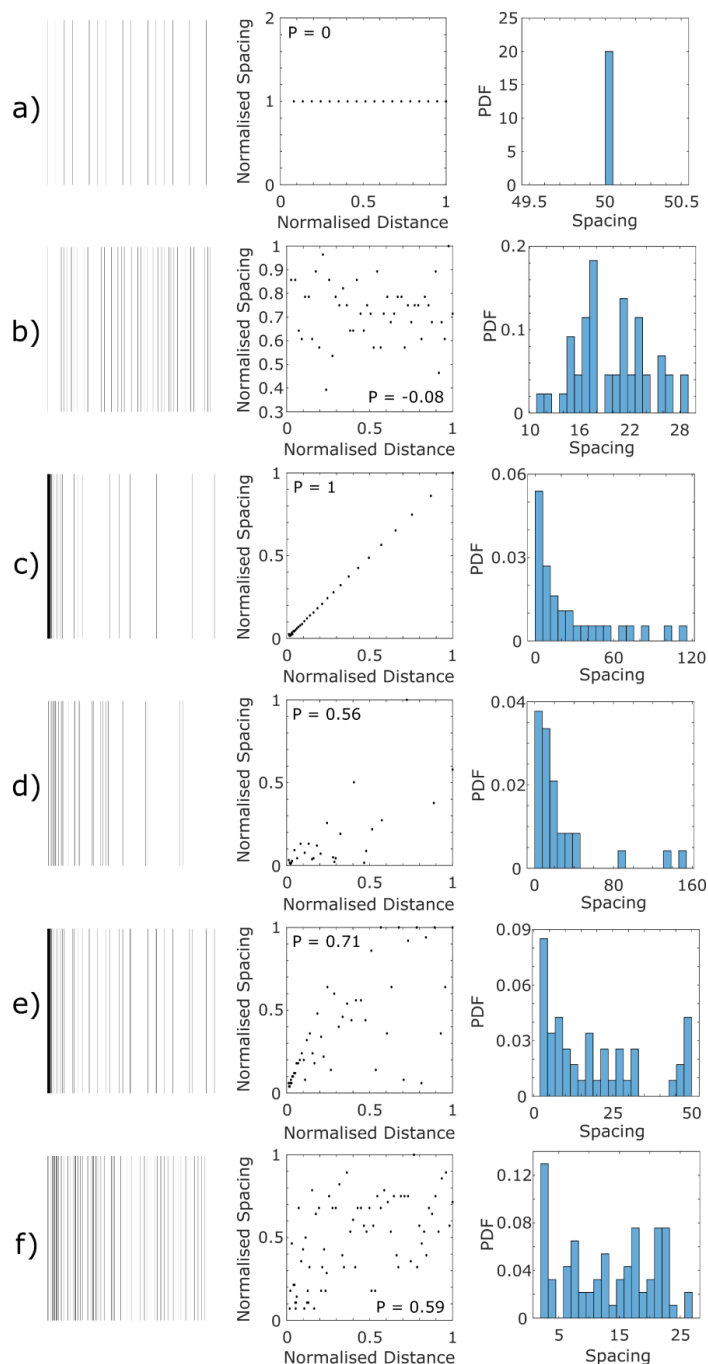 a)
Normalised Spacing
2
1
0
P = 0
0 0.5 1
Normalised Distance
PDF
25
20
15
10
5
0
49.5 50 50.5
Spacing
b)
Normalised Spacing
1
0.9
0.8
0.7
0.6
0.5
0.4
0.3
P = -0.08
0 0.5 1
Normalised Distance
PDF
0.2
0.1
0
10 16 22 28
Spacing
c)
Normalised Spacing
1
0.5
0
P = 1
0 0.5 1
Normalised Distance
PDF
0.06
0.03
0
0 60 120
Spacing
d)
Normalised Spacing
1
0.5
0
P = 0.56
0 0.5 1
Normalised Distance
PDF
0.04
0.02
0
0 80 160
Spacing
e)
Normalised Spacing
1
0.5
0
P = 0.71
0 0.5 1
Normalised Distance
PDF
0.09
0.06
0.03
0
0 25 50
Spacing
f)
Normalised Spacing
1
0.5
0
P = 0.59
0 0.5 1
Normalised Distance
PDF
0.12
0.08
0.04
0
5 15 25
Spacing